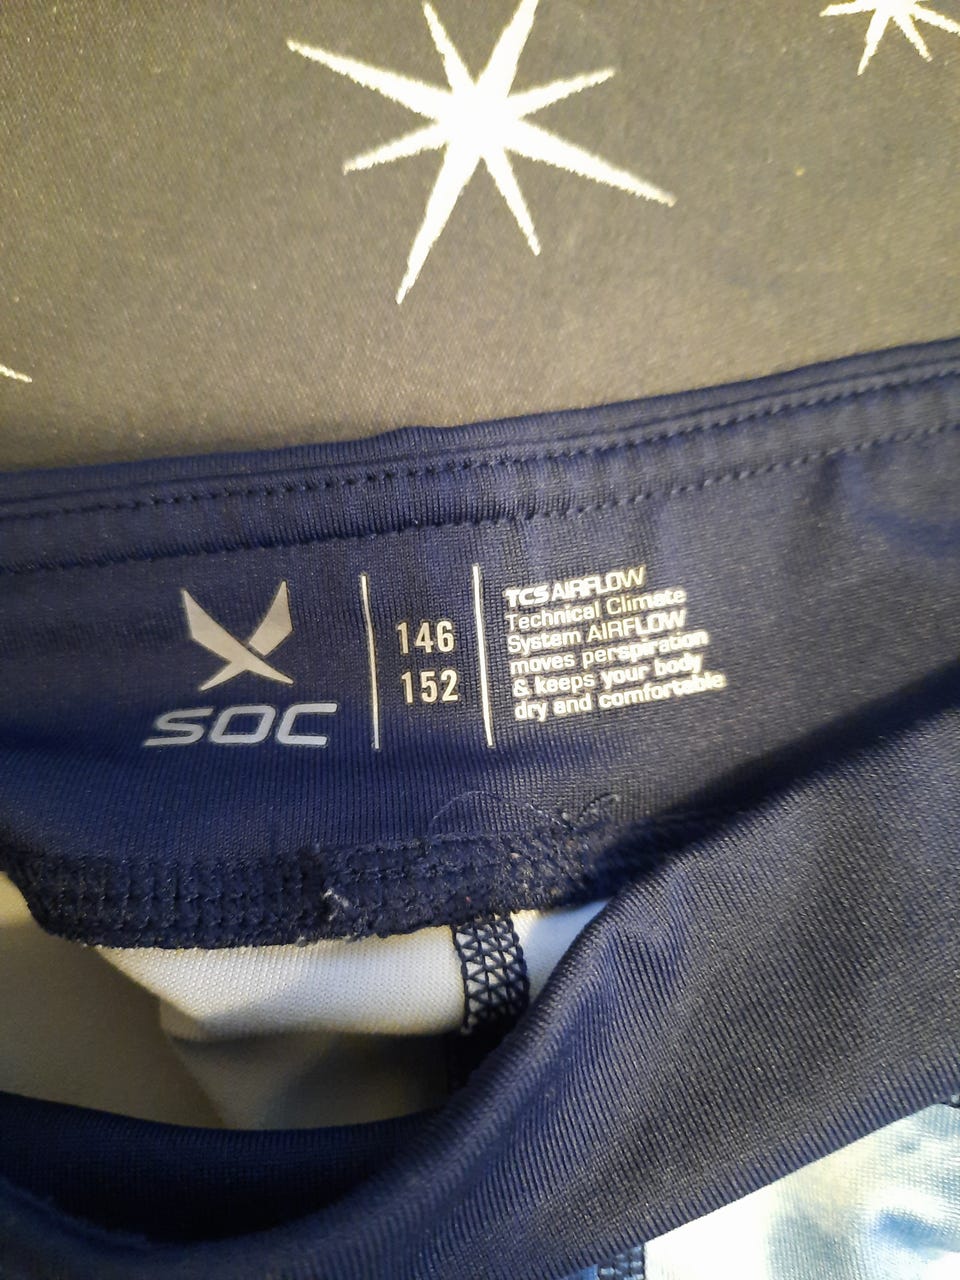 SOC
146
152
TCS AIRFLOW
Technical Climate
System AIRFLOW
moves perspiration
& keeps your body
dry and comfortable